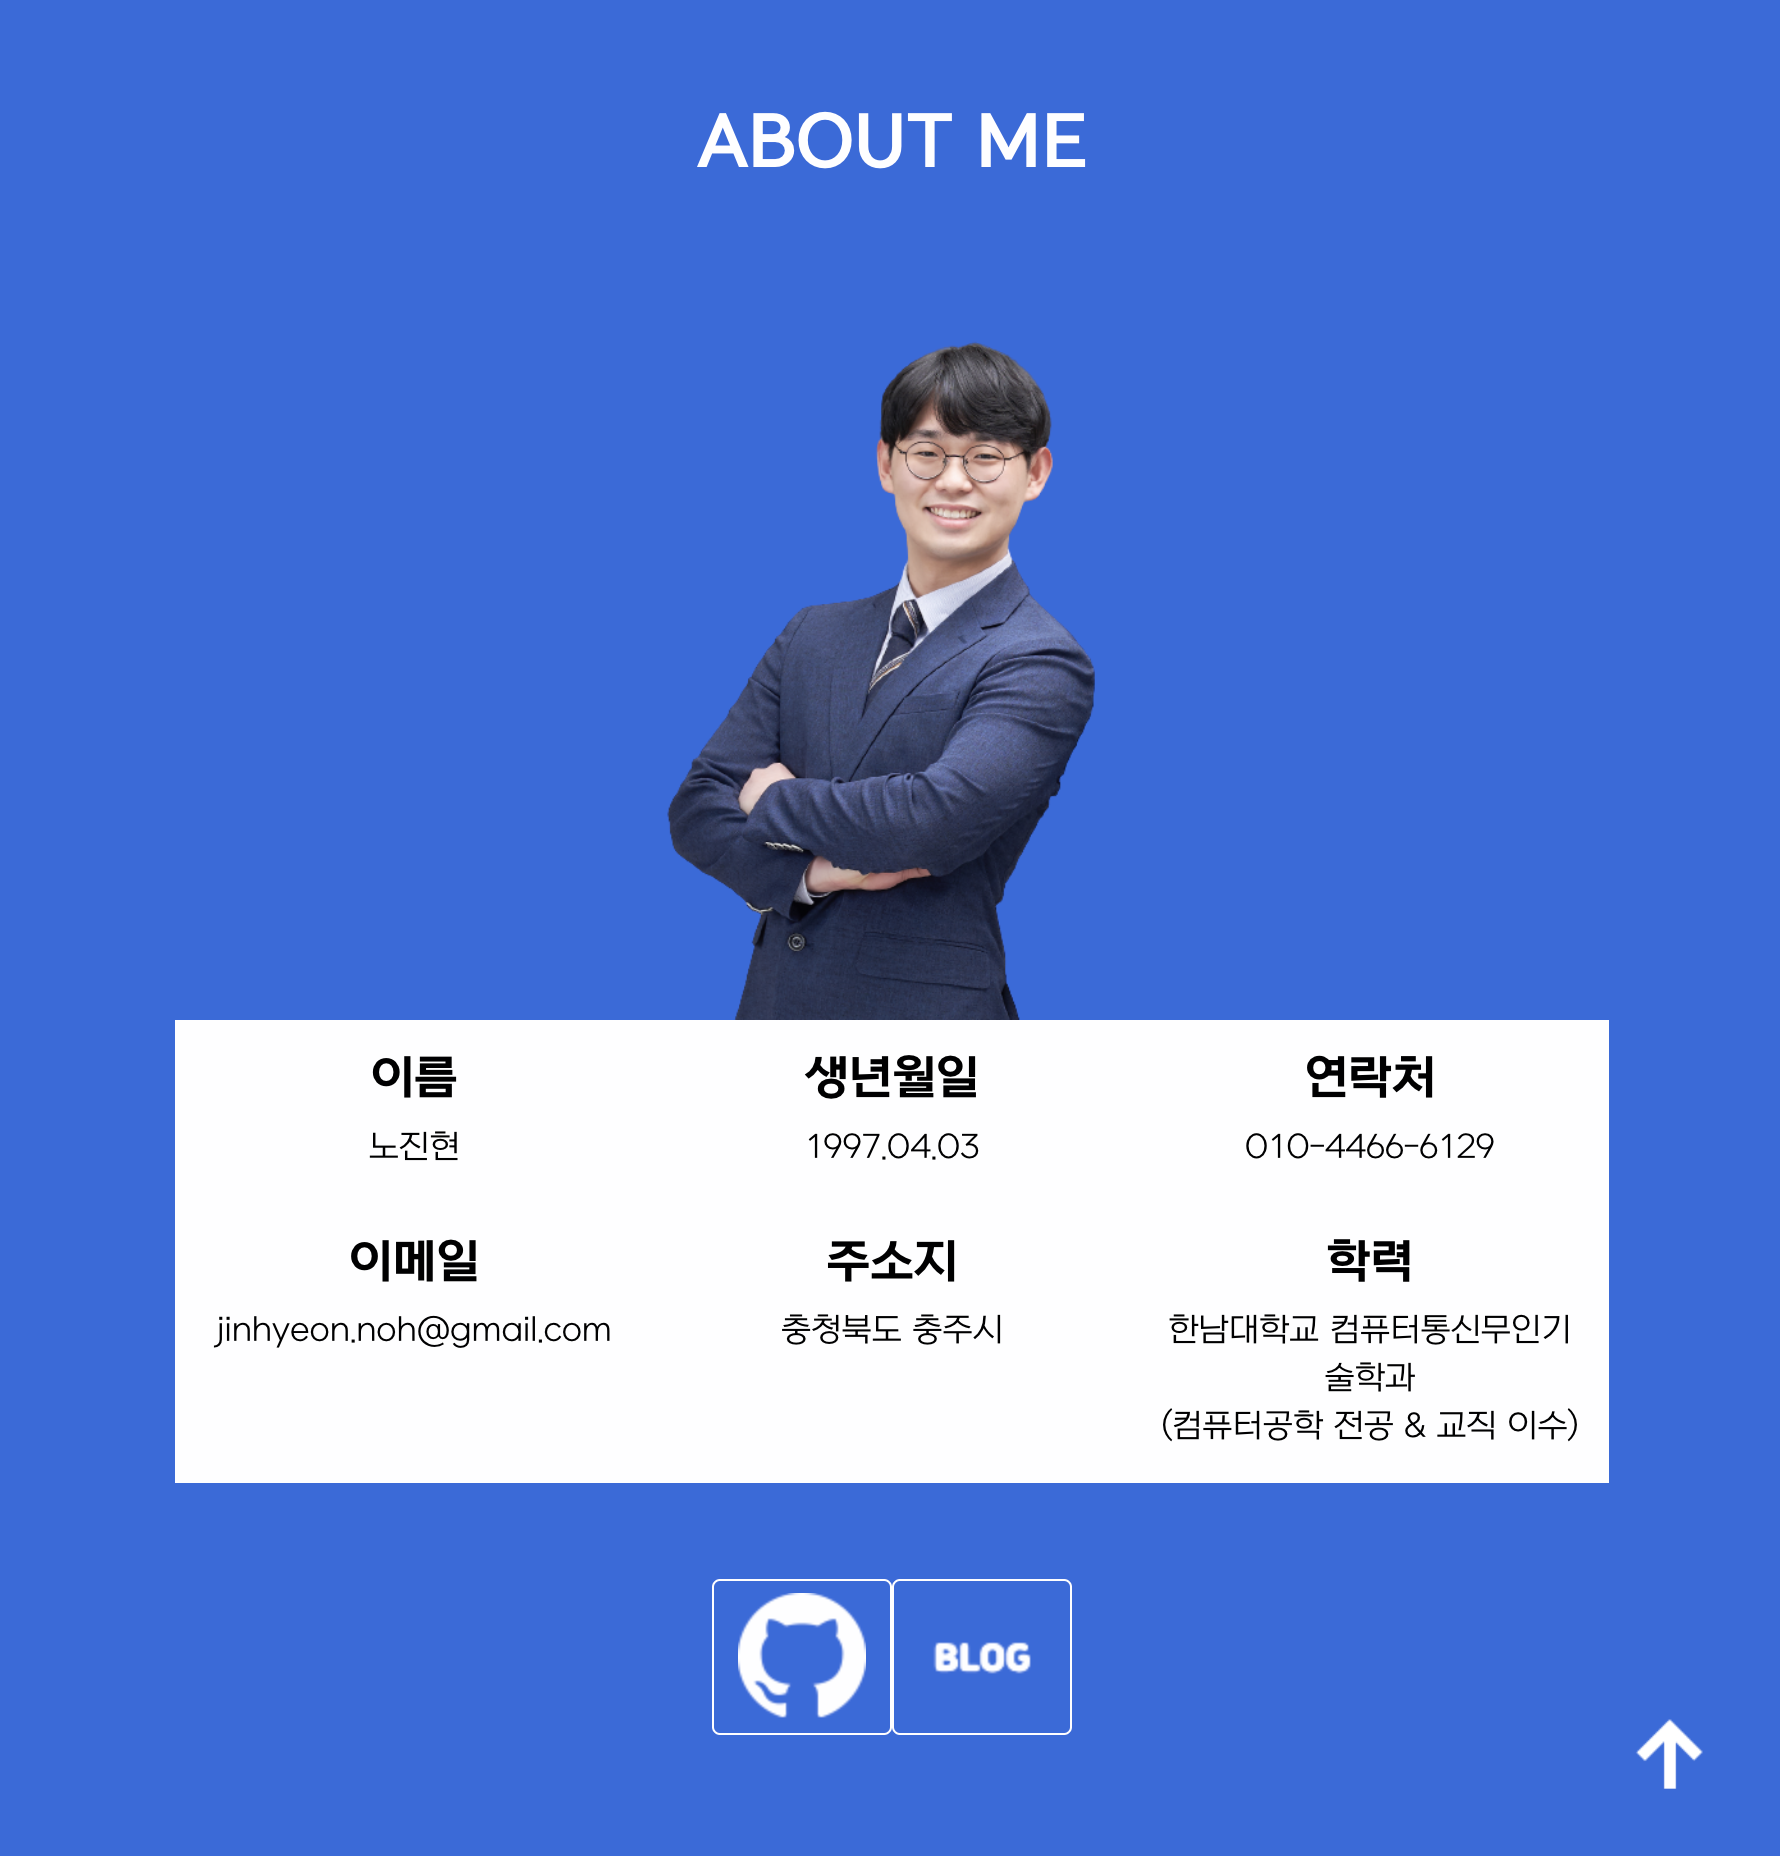 ABOUT ME
이름
노진현
생년월일
1997.04.03
연락처
010-4466-6129
이메일
jinhyeon.noh@gmail.com
주소지
충청북도 충주시
학력
한남대학교 컴퓨터통신무인기
술학과
(컴퓨터공학 전공 & 교직 이수)
BLOG